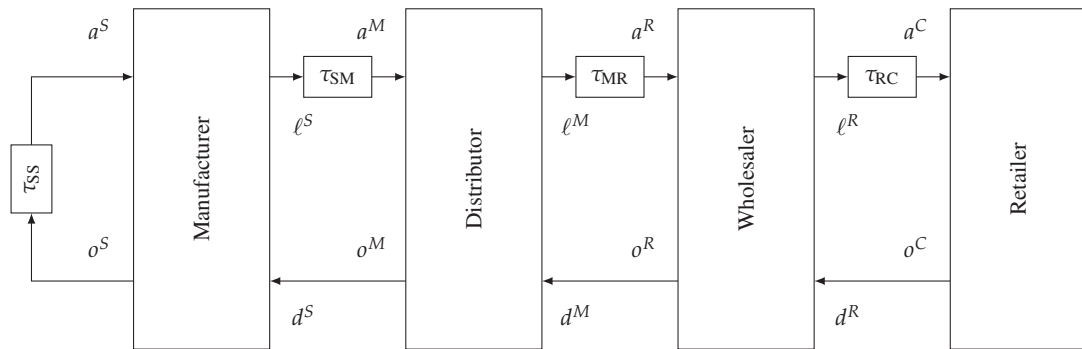 a^S a^M a^R a^C
τ_SM τ_MR τ_RC
ℓ^S ℓ^M ℓ^R
τ_SS
Manufacturer
Distributor
Wholesaler
Retailer
o^S o^M o^R o^C
d^S d^M d^R